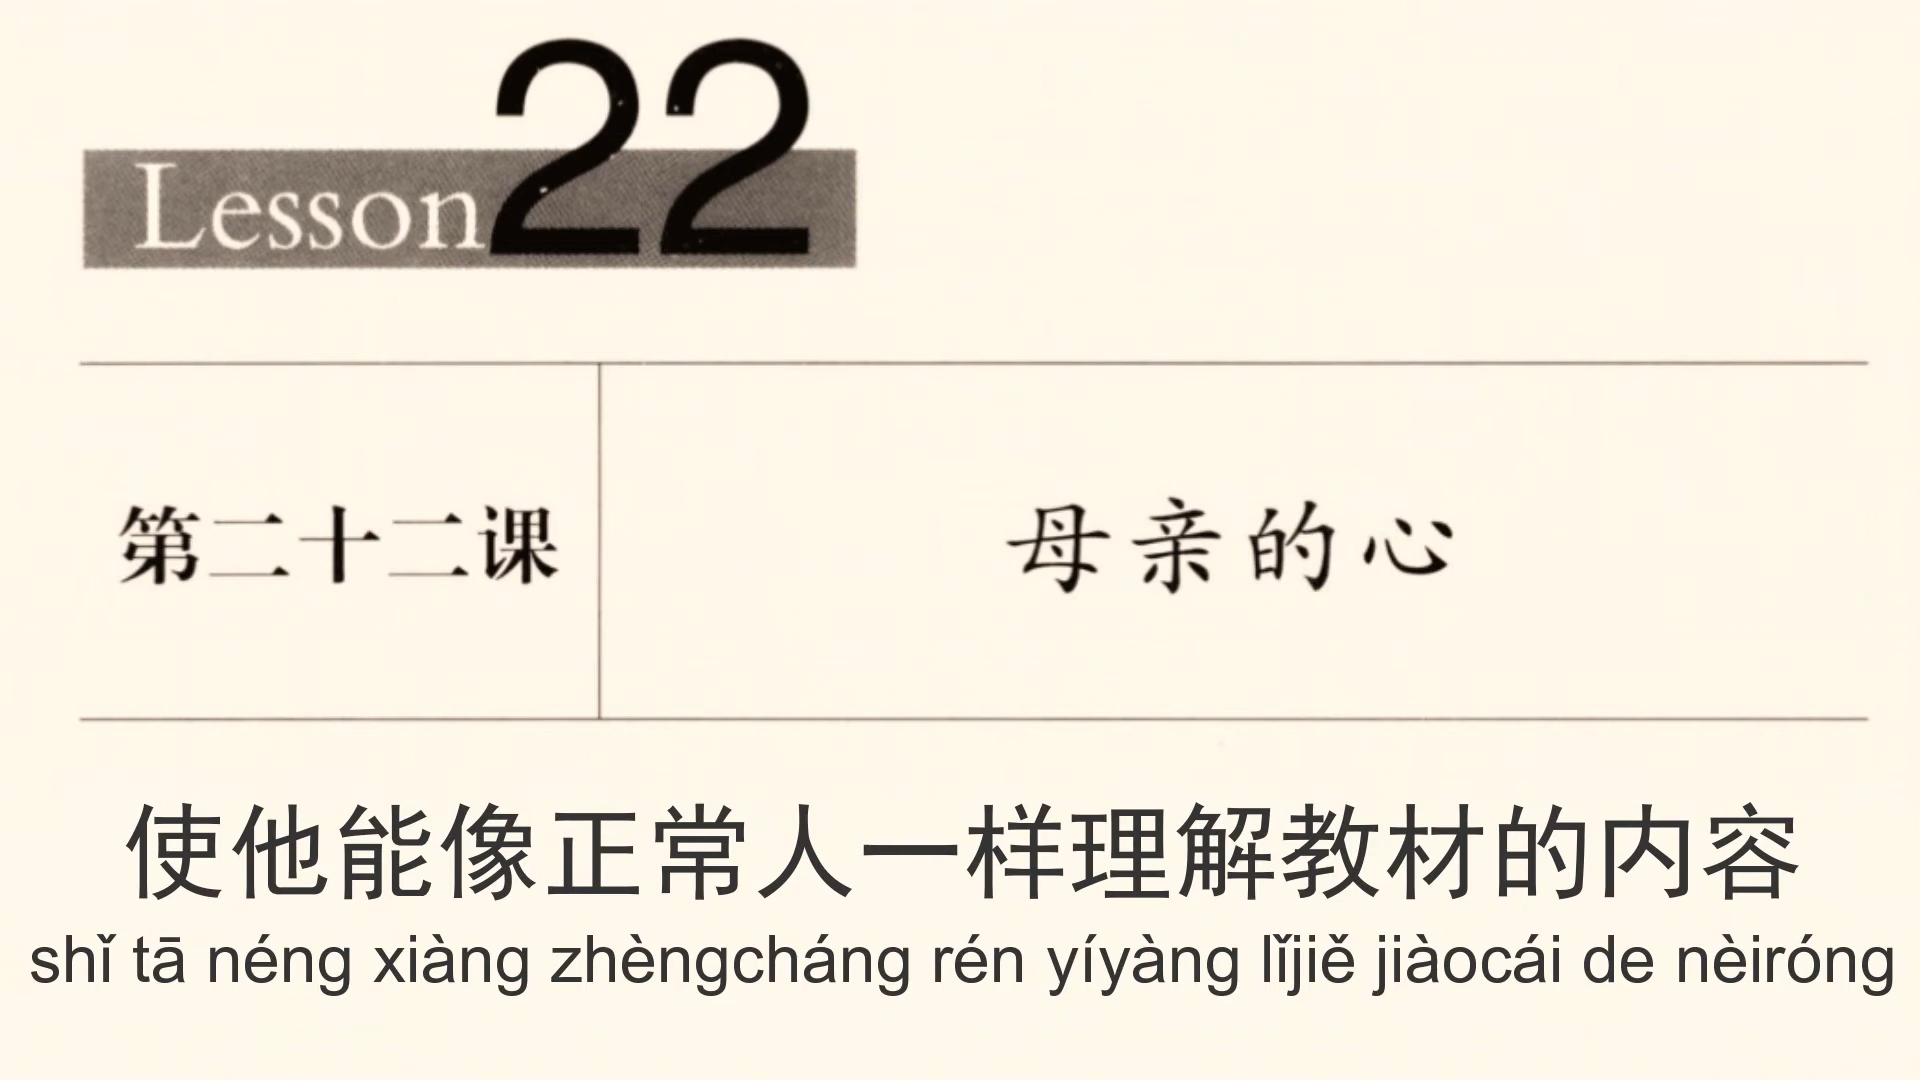 Lesson 22
第二十二课
母亲的心
使他能像正常人一样理解教材的内容
shǐ tā néng xiàng zhèngcháng rén yíyàng lǐjiě jiàocái de nèiróng